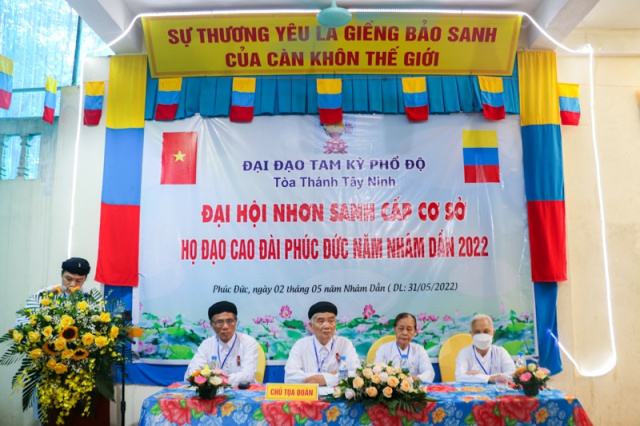 SỰ THƯƠNG YÊU LÀ GIỀNG BẢO SANH
CỦA CÀN KHÔN THẾ GIỚI
ĐẠI ĐẠO TAM KỲ PHỔ ĐỘ
Tòa Thánh Tây Ninh
ĐẠI HỘI NHƠN SANH CẤP CƠ SỞ
HỌ ĐẠO CAO ĐÀI PHÚC ĐỨC NĂM NHÂM DẦN 2022
Phúc Đức, ngày 02 tháng 05 năm Nhâm Dần ( DL: 31/05/2022)
CHỦ TỌA ĐOÀN